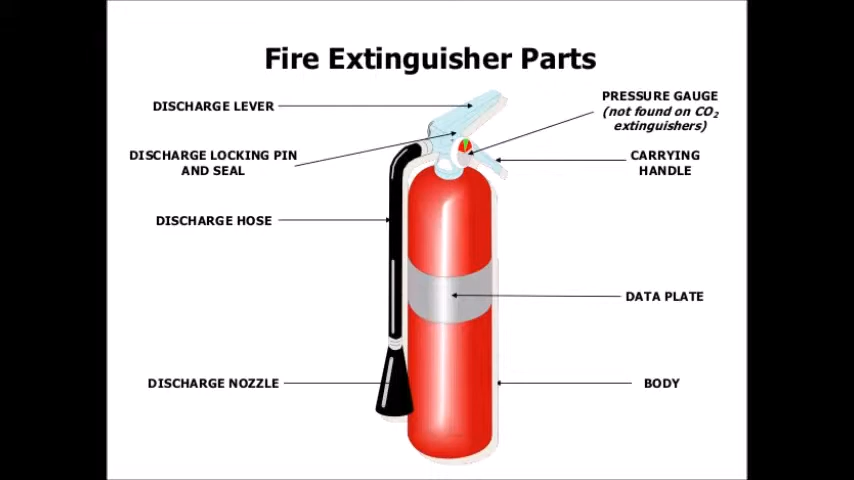 Fire Extinguisher Parts
DISCHARGE LEVER
DISCHARGE LOCKING PIN
AND SEAL
DISCHARGE HOSE
DISCHARGE NOZZLE
PRESSURE GAUGE
(not found on CO₂
extinguishers)
CARRYING
HANDLE
DATA PLATE
BODY